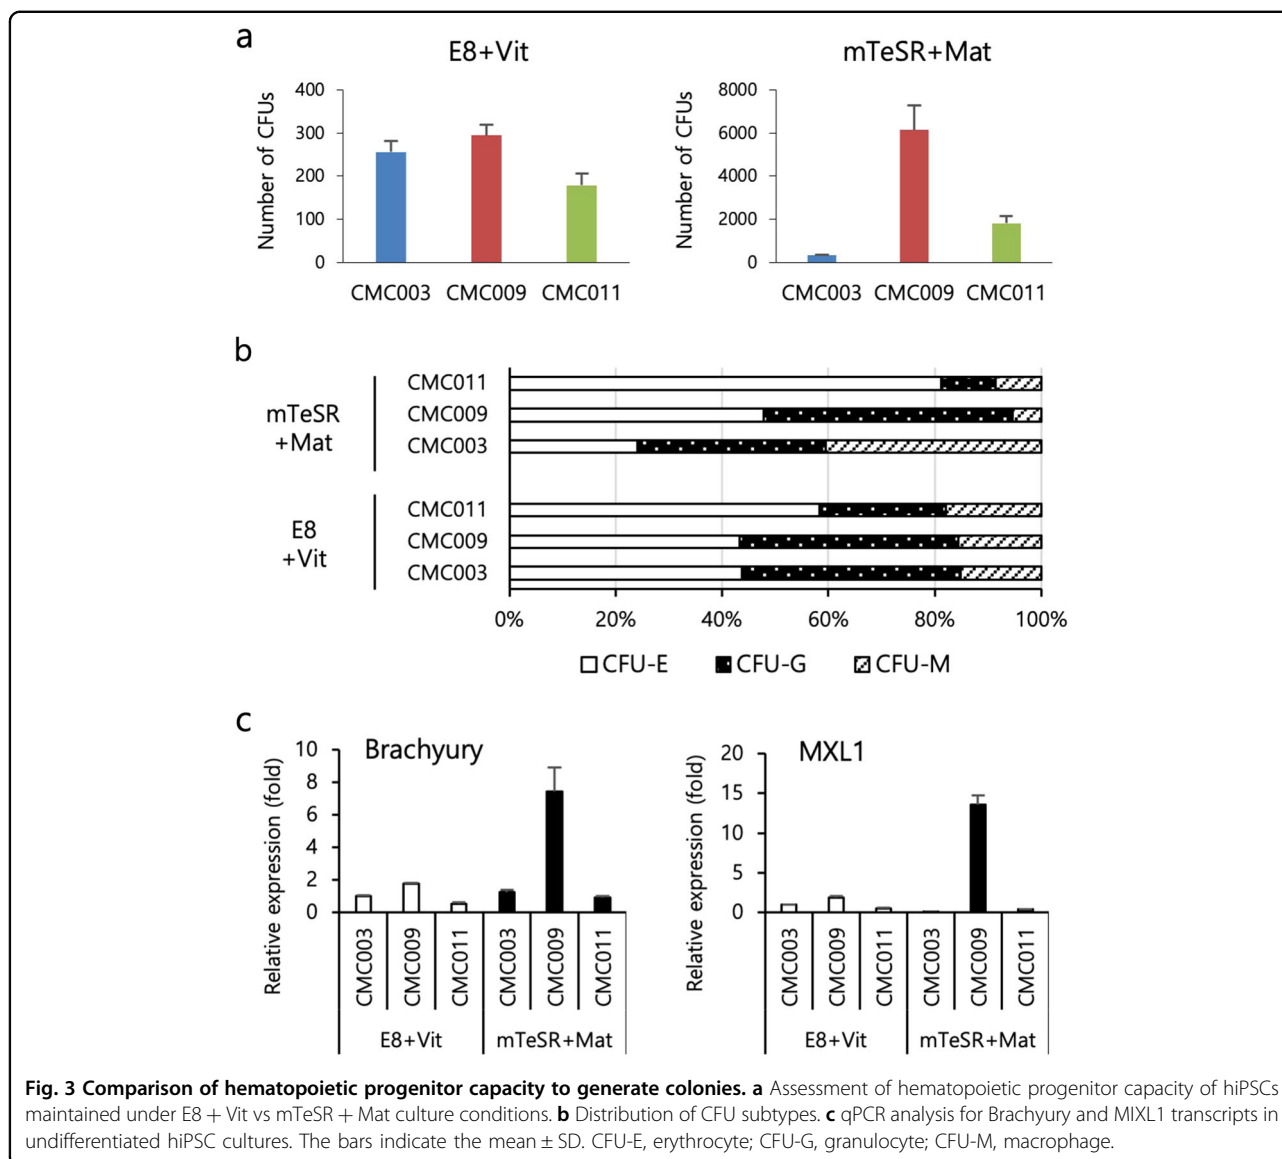 a
E8+Vit
mTeSR+Mat
Number of CFUs
400
300
200
100
0
CMC003 CMC009 CMC011
Number of CFUs
8000
6000
4000
2000
0
CMC003 CMC009 CMC011
b
mTeSR
+Mat
CMC011
CMC009
CMC003
E8
+Vit
CMC011
CMC009
CMC003
0% 20% 40% 60% 80% 100%
CFU-E CFU-G CFU-M
c
Brachyury
Relative expression (fold)
10
8
6
4
2
0
CMC003 CMC009 CMC011 CMC003 CMC009 CMC011
E8+Vit mTeSR+Mat
MXL1
Relative expression (fold)
20
15
10
5
0
CMC003 CMC009 CMC011 CMC003 CMC009 CMC011
E8+Vit mTeSR+Mat
Fig. 3 Comparison of hematopoietic progenitor capacity to generate colonies. a Assessment of hematopoietic progenitor capacity of hiPSCs
maintained under E8 + Vit vs mTeSR + Mat culture conditions. b Distribution of CFU subtypes. c qPCR analysis for Brachyury and MIXL1 transcripts in
undifferentiated hiPSC cultures. The bars indicate the mean ± SD. CFU-E, erythrocyte; CFU-G, granulocyte; CFU-M, macrophage.